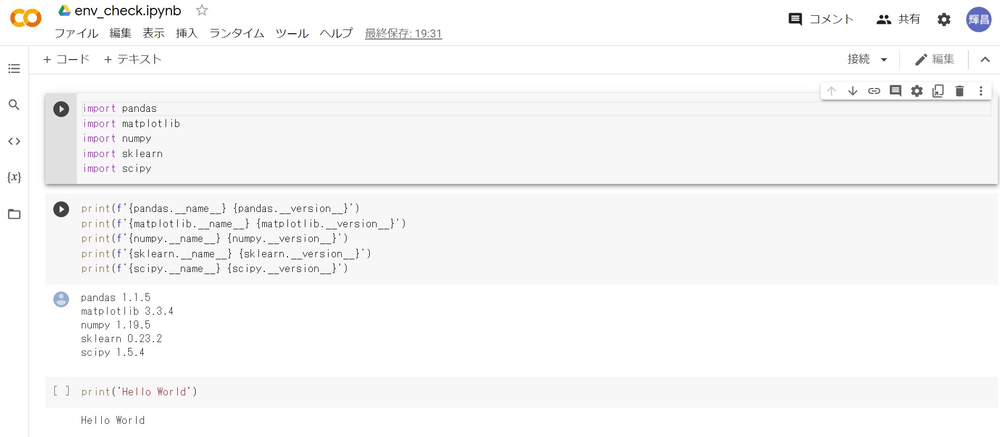 env_check.ipynb
ファイル 編集 表示 挿入 ランタイム ツール ヘルプ 最終保存: 19:31
コメント 共有 輝昌
+ コード + テキスト 接続 編集
import pandas
import matplotlib
import numpy
import sklearn
import scipy
print(f'{pandas.__name__} {pandas.__version__}')
print(f'{matplotlib.__name__} {matplotlib.__version__}')
print(f'{numpy.__name__} {numpy.__version__}')
print(f'{sklearn.__name__} {sklearn.__version__}')
print(f'{scipy.__name__} {scipy.__version__}')
pandas 1.1.5
matplotlib 3.3.4
numpy 1.19.5
sklearn 0.23.2
scipy 1.5.4
[ ] print('Hello World')
Hello World